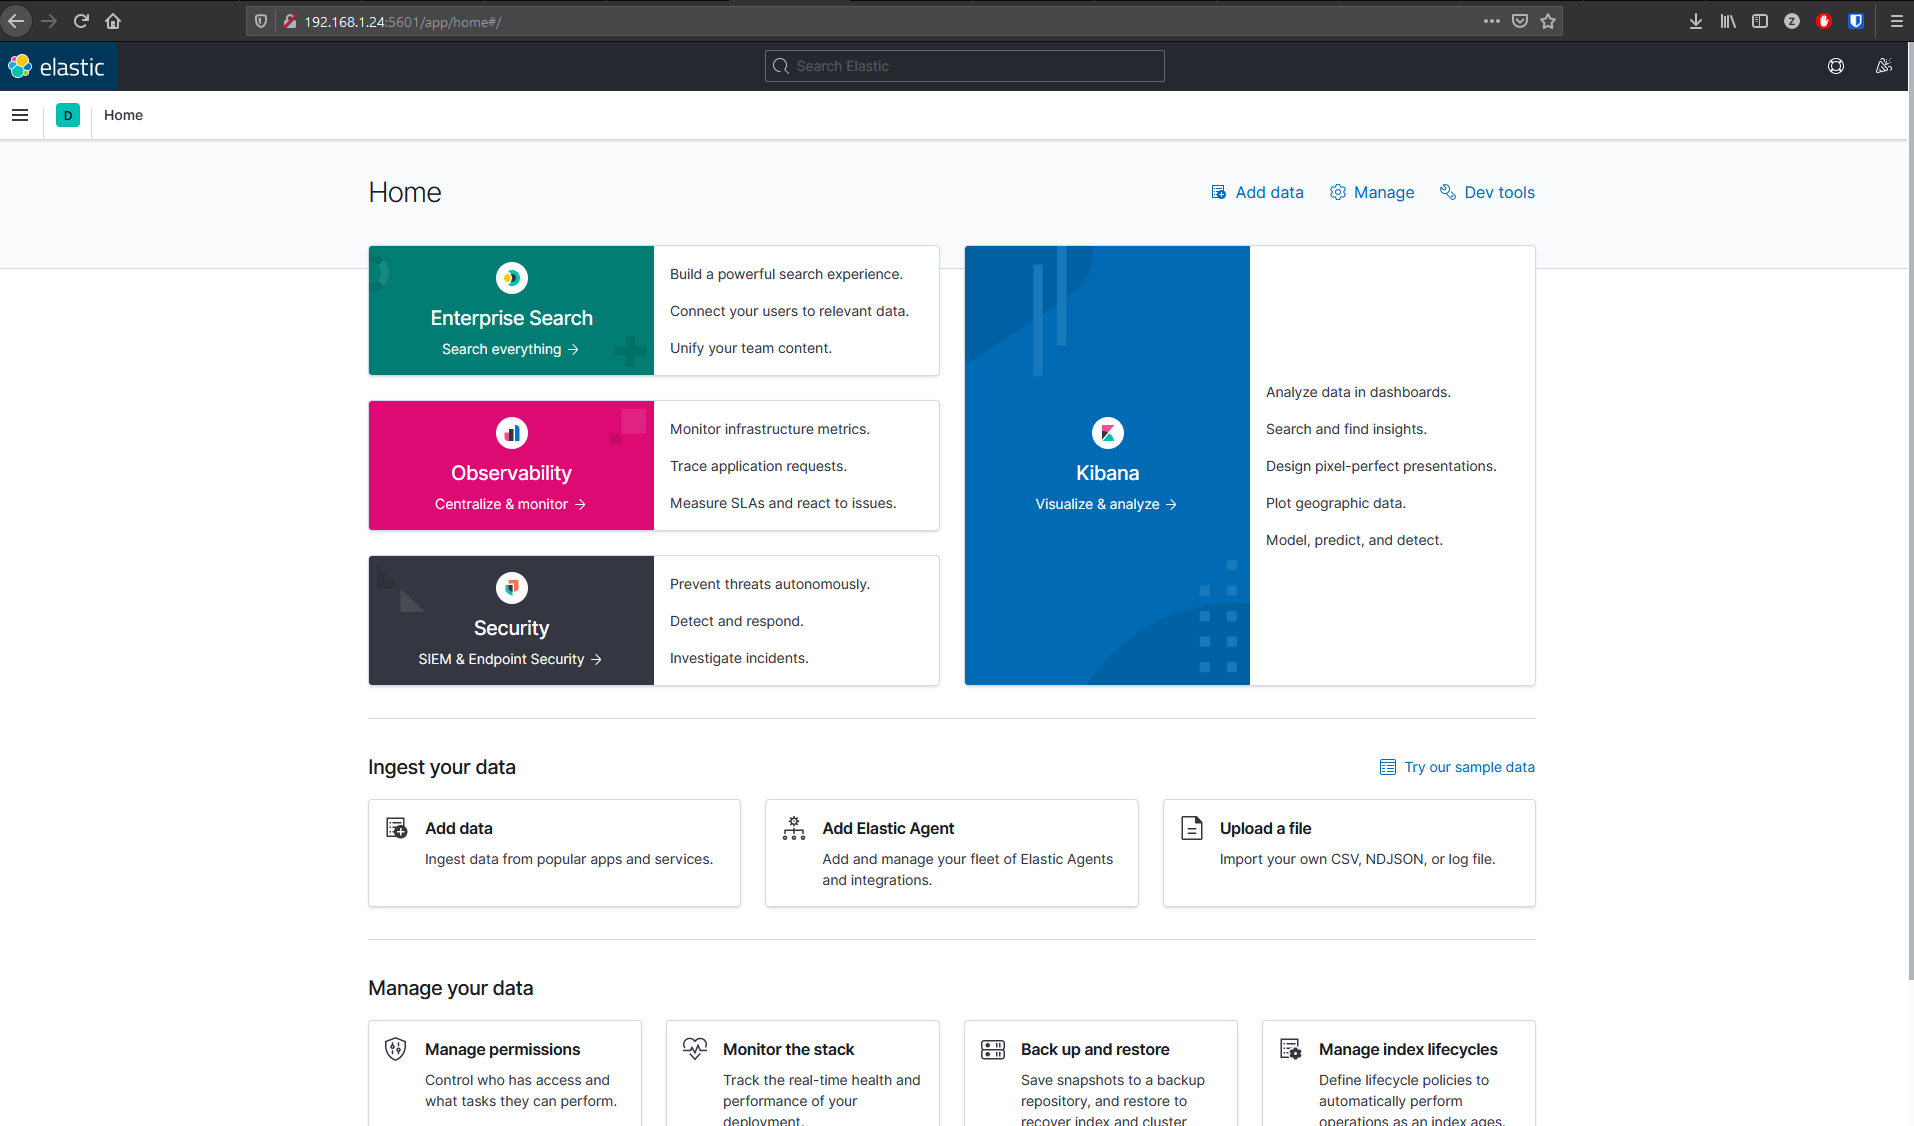 192.168.1.24:5601/app/home#/
elastic
Search Elastic
D
Home
Home
Add data
Manage
Dev tools
Enterprise Search
Search everything →
Build a powerful search experience.
Connect your users to relevant data.
Unify your team content.
Observability
Centralize & monitor →
Monitor infrastructure metrics.
Trace application requests.
Measure SLAs and react to issues.
Security
SIEM & Endpoint Security →
Prevent threats autonomously.
Detect and respond.
Investigate incidents.
Kibana
Visualize & analyze →
Analyze data in dashboards.
Search and find insights.
Design pixel-perfect presentations.
Plot geographic data.
Model, predict, and detect.
Ingest your data
Try our sample data
Add data
Ingest data from popular apps and services.
Add Elastic Agent
Add and manage your fleet of Elastic Agents
and integrations.
Upload a file
Import your own CSV, NDJSON, or log file.
Manage your data
Manage permissions
Control who has access and
what tasks they can perform.
Monitor the stack
Track the real-time health and
performance of your
deployment.
Back up and restore
Save snapshots to a backup
repository, and restore to
recover index and cluster
Manage index lifecycles
Define lifecycle policies to
automatically perform
operations as an index ages.